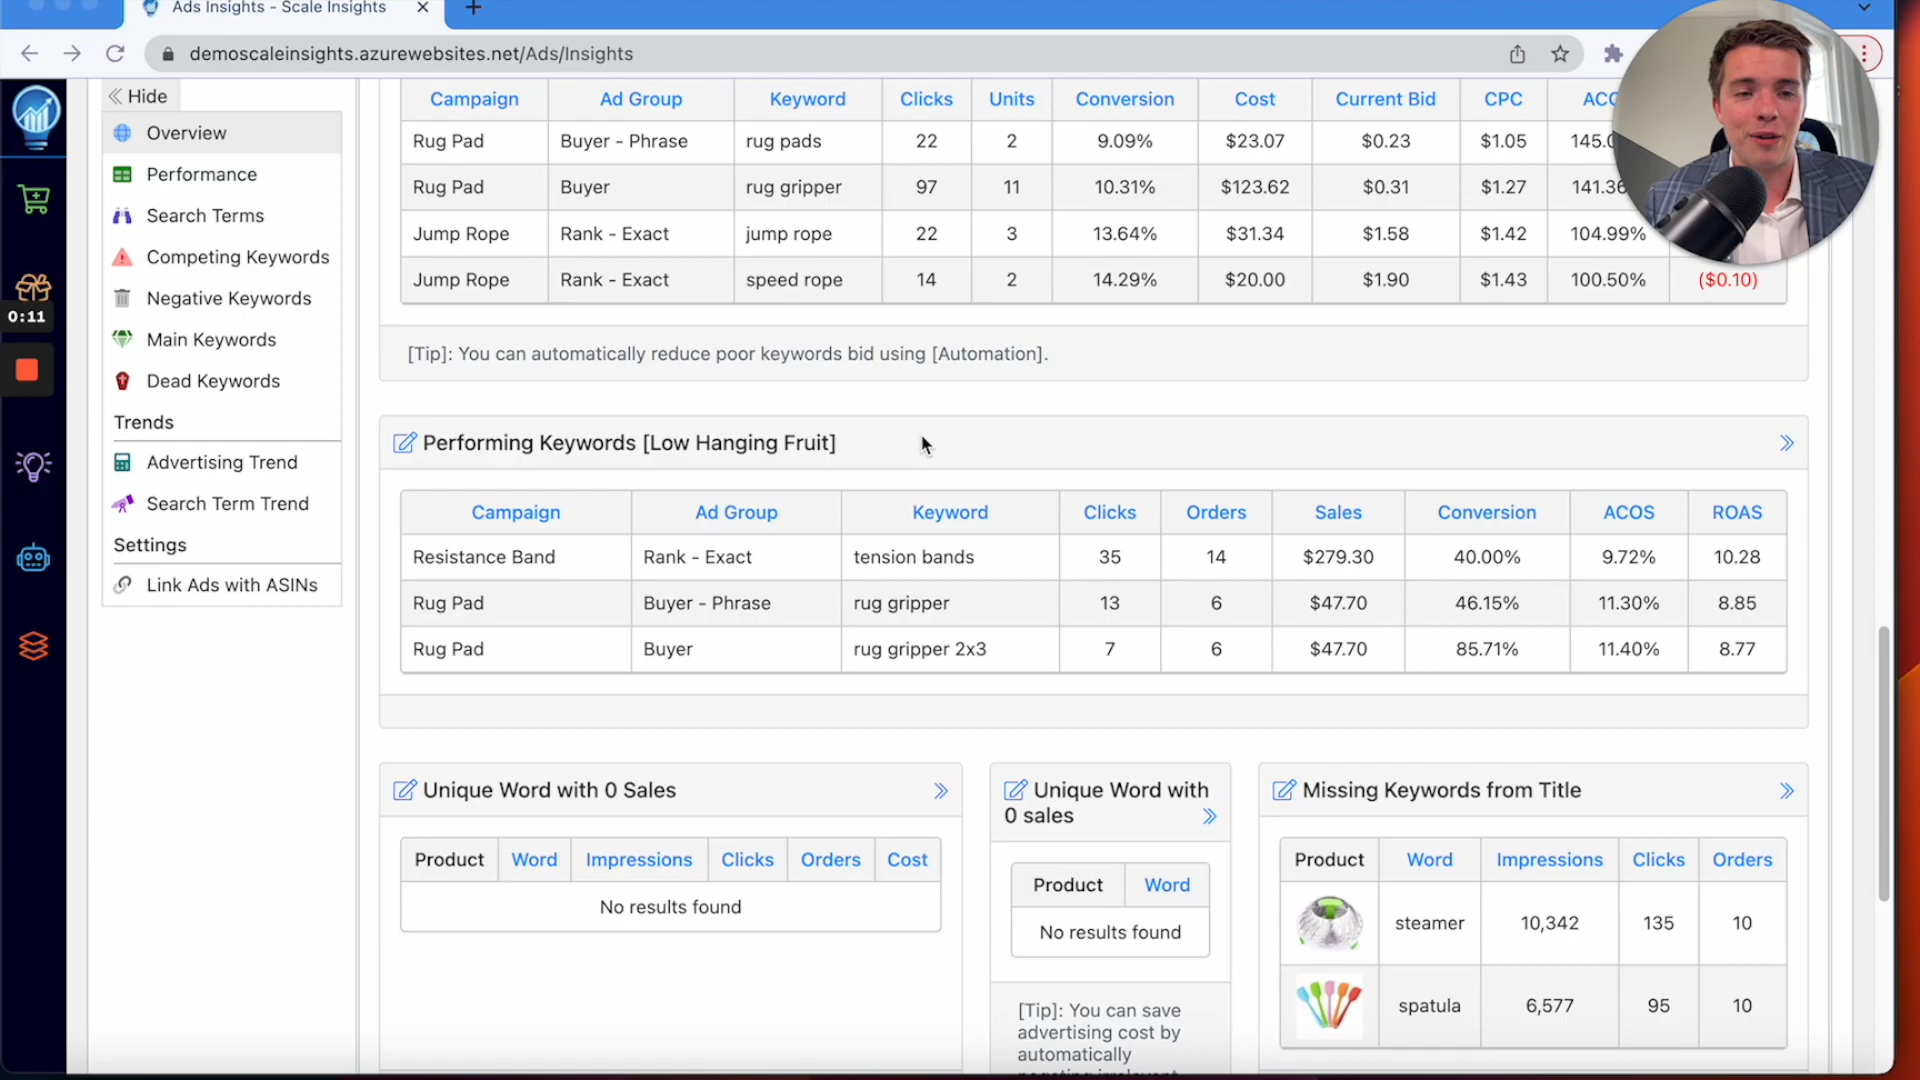 Ads Insights - Scale Insights
demoscaleinsights.azurewebsites.net/Ads/Insights
Hide
Overview
Performance
Search Terms
Competing Keywords
Negative Keywords
Main Keywords
Dead Keywords
Trends
Advertising Trend
Search Term Trend
Settings
Link Ads with ASINs
0:11
Campaign Ad Group Keyword Clicks Units Conversion Cost Current Bid CPC
Rug Pad Buyer - Phrase rug pads 22 2 9.09% $23.07 $0.23 $1.05
Rug Pad Buyer rug gripper 97 11 10.31% $123.62 $0.31 $1.27
Jump Rope Rank - Exact jump rope 22 3 13.64% $31.34 $1.58 $1.42 104.99%
Jump Rope Rank - Exact speed rope 14 2 14.29% $20.00 $1.90 $1.43 100.50% ($0.10)
[Tip]: You can automatically reduce poor keywords bid using [Automation].
Performing Keywords [Low Hanging Fruit]
Campaign Ad Group Keyword Clicks Orders Sales Conversion ACOS ROAS
Resistance Band Rank - Exact tension bands 35 14 $279.30 40.00% 9.72% 10.28
Rug Pad Buyer - Phrase rug gripper 13 6 $47.70 46.15% 11.30% 8.85
Rug Pad Buyer rug gripper 2x3 7 6 $47.70 85.71% 11.40% 8.77
Unique Word with 0 Sales
Product Word Impressions Clicks Orders Cost
No results found
Unique Word with
0 sales
Product Word
No results found
[Tip]: You can save
advertising cost by
automatically
Missing Keywords from Title
Product Word Impressions Clicks Orders
steamer 10,342 135 10
spatula 6,577 95 10